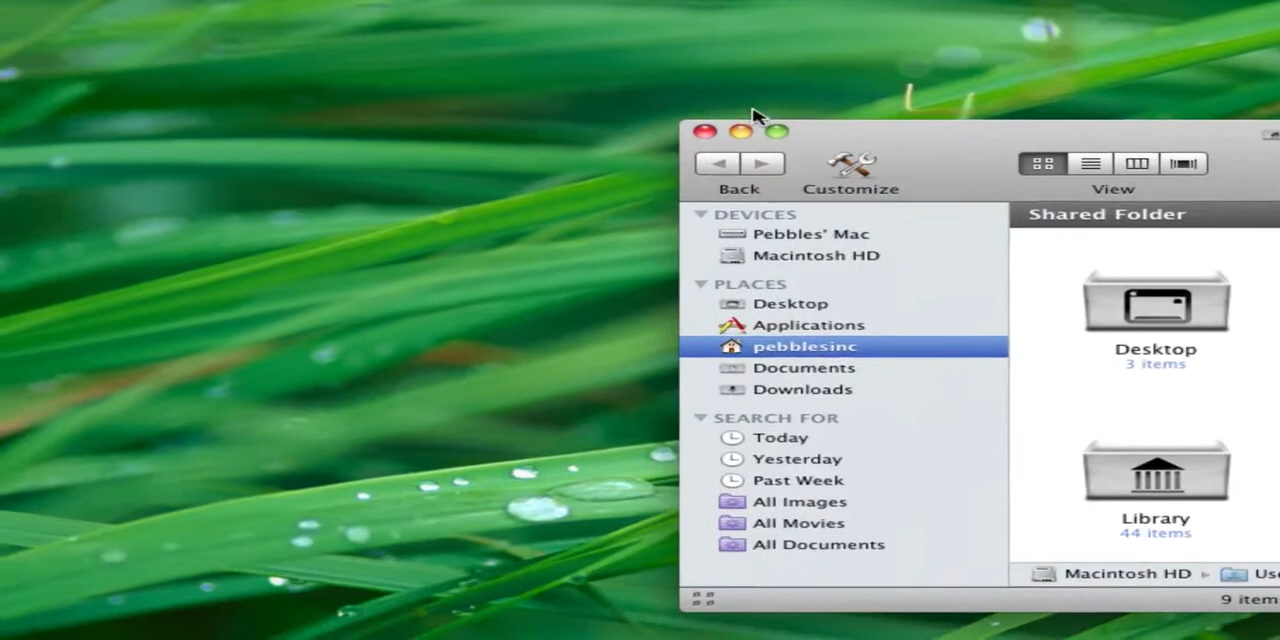 Back
Customize
View
DEVICES
Pebbles' Mac
Macintosh HD
PLACES
Desktop
Applications
pebblesinc
Documents
Downloads
SEARCH FOR
Today
Yesterday
Past Week
All Images
All Movies
All Documents
Shared Folder
Desktop
3 items
Library
44 items
Macintosh HD ▸ Use
9 item